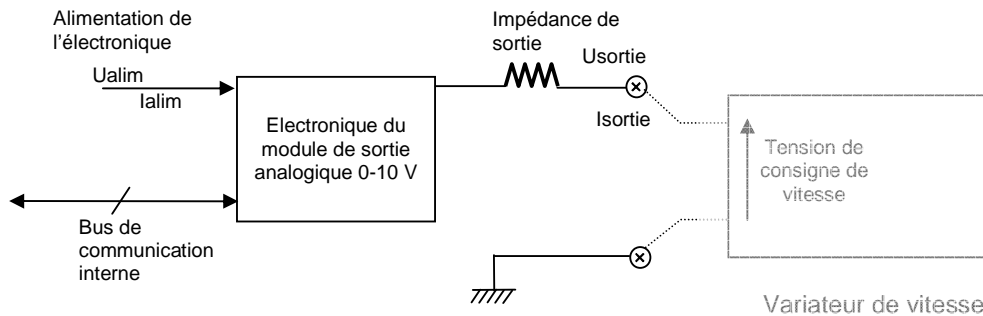 Alimentation de
l'électronique
Ualim
Ialim
Electronique du
module de sortie
analogique 0-10 V
Bus de
communication
interne
Impédance de
sortie
Usortie
Isortie
Tension de
consigne de
vitesse
Variateur de vitesse